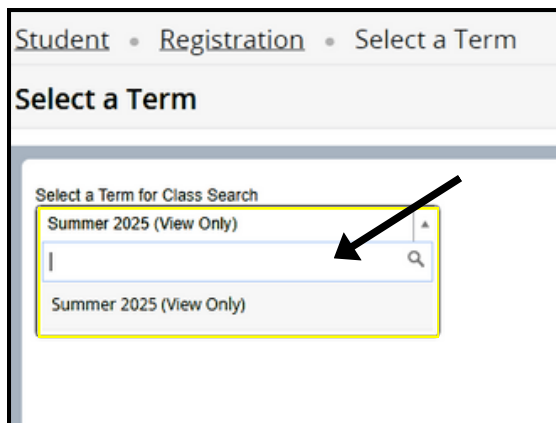 Student • Registration • Select a Term
Select a Term
Select a Term for Class Search
Summer 2025 (View Only)
Summer 2025 (View Only)